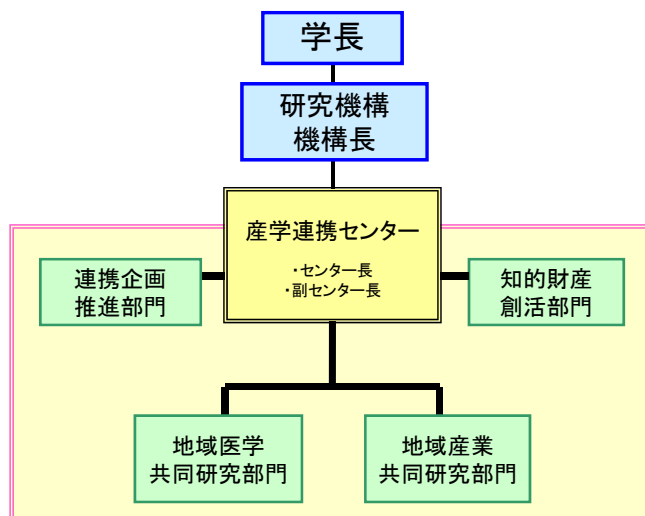 学長
研究機構
機構長
産学連携センター
・センター長
・副センター長
連携企画
推進部門
知的財産
創活部門
地域医学
共同研究部門
地域産業
共同研究部門